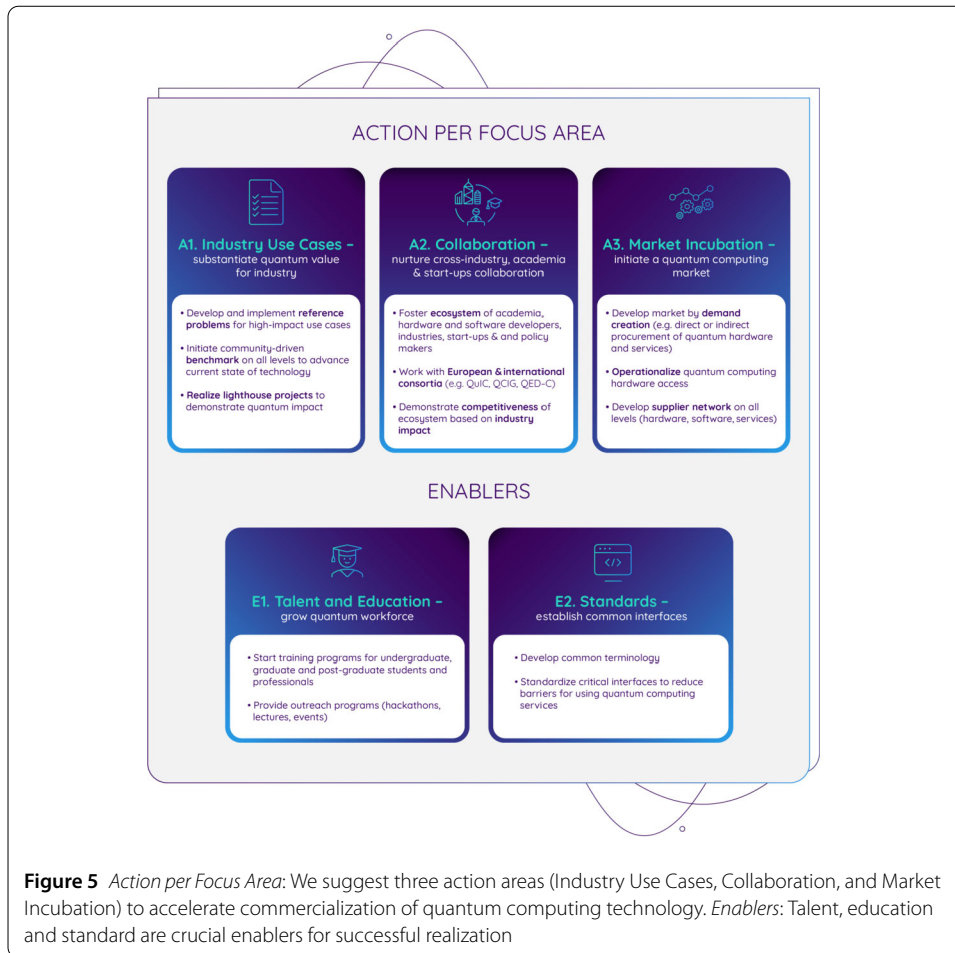 ACTION PER FOCUS AREA
A1. Industry Use Cases –
substantiate quantum value
for industry
• Develop and implement reference
problems for high-impact use cases
• Initiate community-driven
benchmark on all levels to advance
current state of technology
• Realize lighthouse projects to
demonstrate quantum impact
A2. Collaboration –
nurture cross-industry, academia
& start-ups collaboration
• Foster ecosystem of academia,
hardware and software developers,
industries, start-ups & and policy
makers
• Work with European & international
consortia (e.g. QuIC, QCIG, QED-C)
• Demonstrate competitiveness of
ecosystem based on industry
impact
A3. Market Incubation –
initiate a quantum computing
market
• Develop market by demand
creation (e.g. direct or indirect
procurement of quantum hardware
and services)
• Operationalize quantum computing
hardware access
• Develop supplier network on all
levels (hardware, software, services)
ENABLERS
E1. Talent and Education –
grow quantum workforce
• Start training programs for undergraduate,
graduate and post-graduate students and
professionals
• Provide outreach programs (hackathons,
lectures, events)
</>
E2. Standards –
establish common interfaces
• Develop common terminology
• Standardize critical interfaces to reduce
barriers for using quantum computing
services
Figure 5 Action per Focus Area: We suggest three action areas (Industry Use Cases, Collaboration, and Market
Incubation) to accelerate commercialization of quantum computing technology. Enablers: Talent, education
and standard are crucial enablers for successful realization